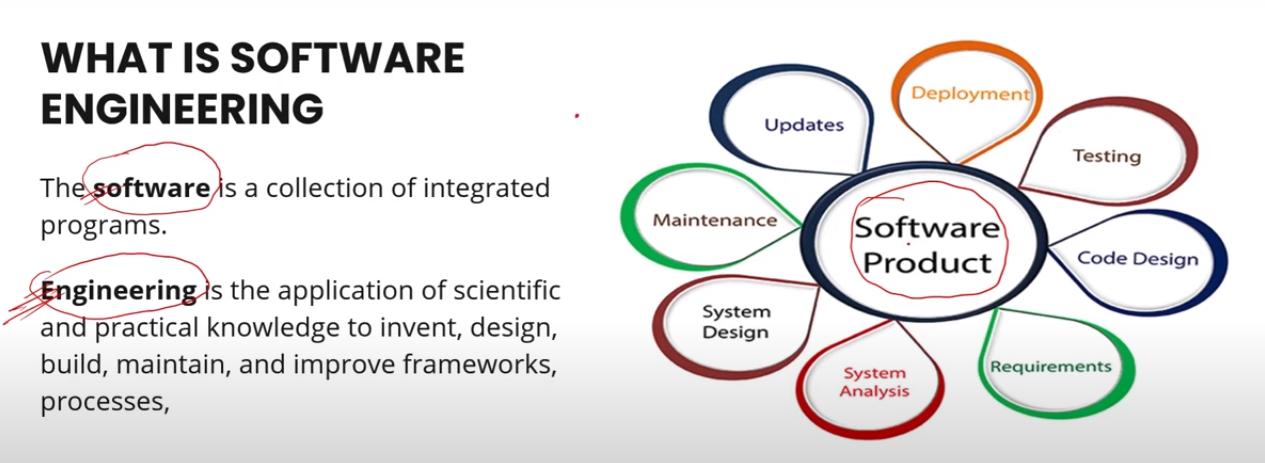 WHAT IS SOFTWARE
ENGINEERING
The software is a collection of integrated
programs.
Engineering is the application of scientific
and practical knowledge to invent, design,
build, maintain, and improve frameworks,
processes,
Deployment
Updates
Testing
Maintenance
Software
Product
Code Design
System
Design
System
Analysis
Requirements